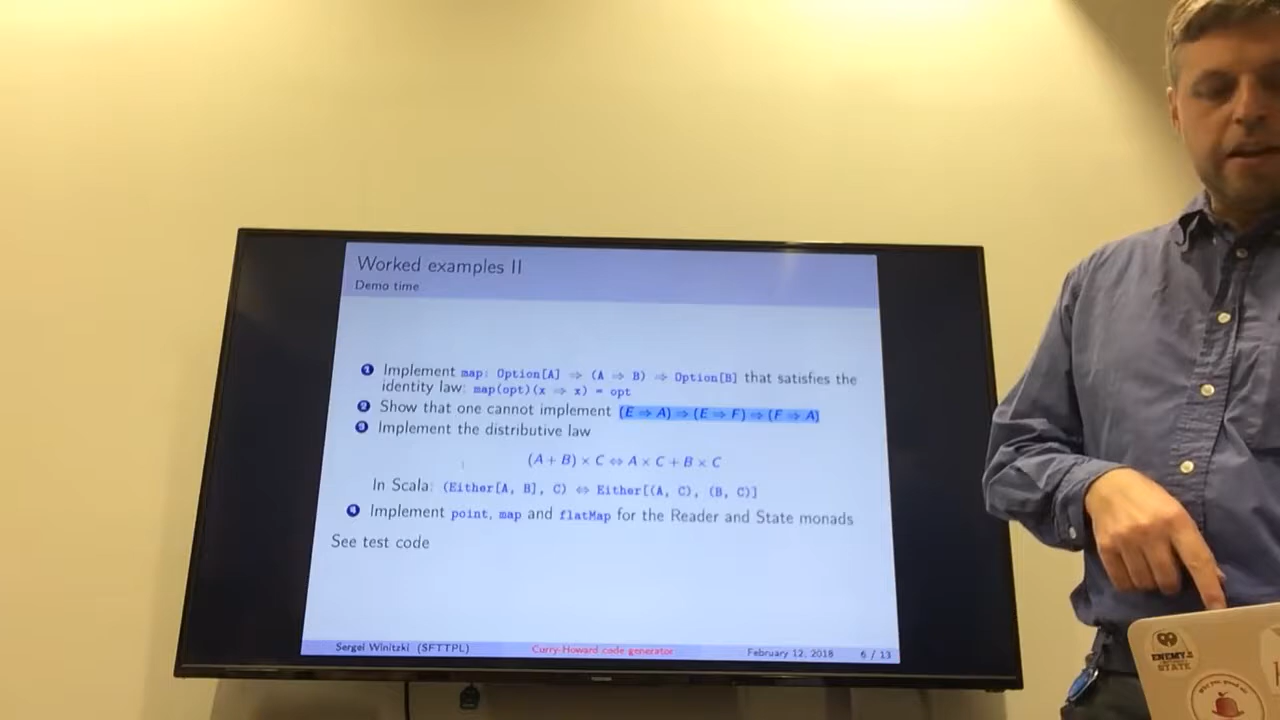 Worked examples II
Demo time
1 Implement map: Option[A] ⇒ (A ⇒ B) ⇒ Option[B] that satisfies the
identity law: map(opt)(x ⇒ x) = opt
2 Show that one cannot implement (E ⇒ A) ⇒ (E ⇒ F) ⇒ (F ⇒ A)
3 Implement the distributive law
(A + B) × C ⇔ A × C + B × C
In Scala: (Either[A, B], C) ⇔ Either[(A, C), (B, C)]
4 Implement point, map and flatMap for the Reader and State monads
See test code
Sergei Winitzki (SFTTPL) Curry-Howard code generator February 12, 2018 6 / 13
ENEMY
STATE